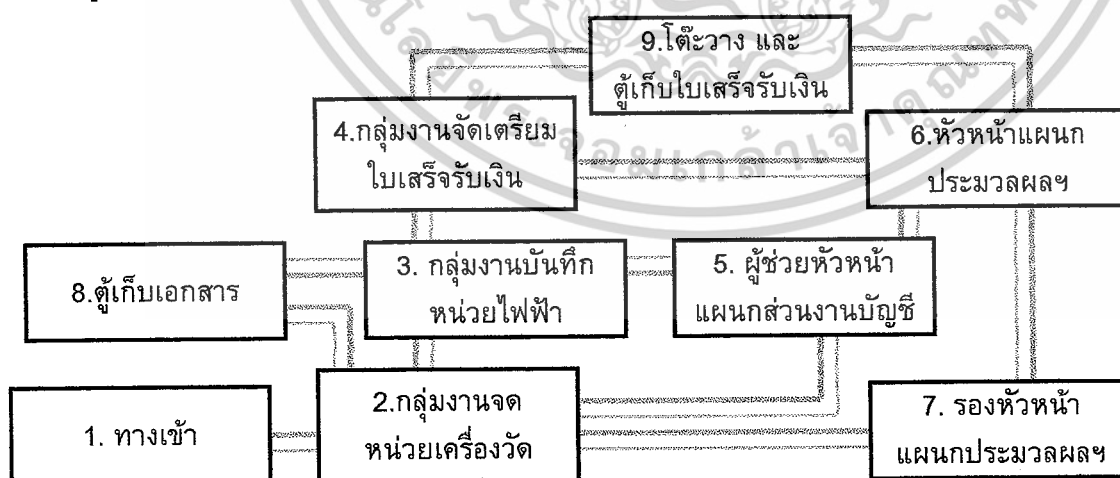 9.โต๊ะวาง และ
ตู้เก็บใบเสร็จรับเงิน
4.กลุ่มงานจัดเตรียม
ใบเสร็จรับเงิน
6.หัวหน้าแผนก
ประมวลผลฯ
8.ตู้เก็บเอกสาร
3. กลุ่มงานบันทึก
หน่วยไฟฟ้า
5. ผู้ช่วยหัวหน้า
แผนกส่วนงานบัญชี
1. ทางเข้า
2.กลุ่มงานจด
หน่วยเครื่องวัด
7. รองหัวหน้า
แผนกประมวลผลฯ